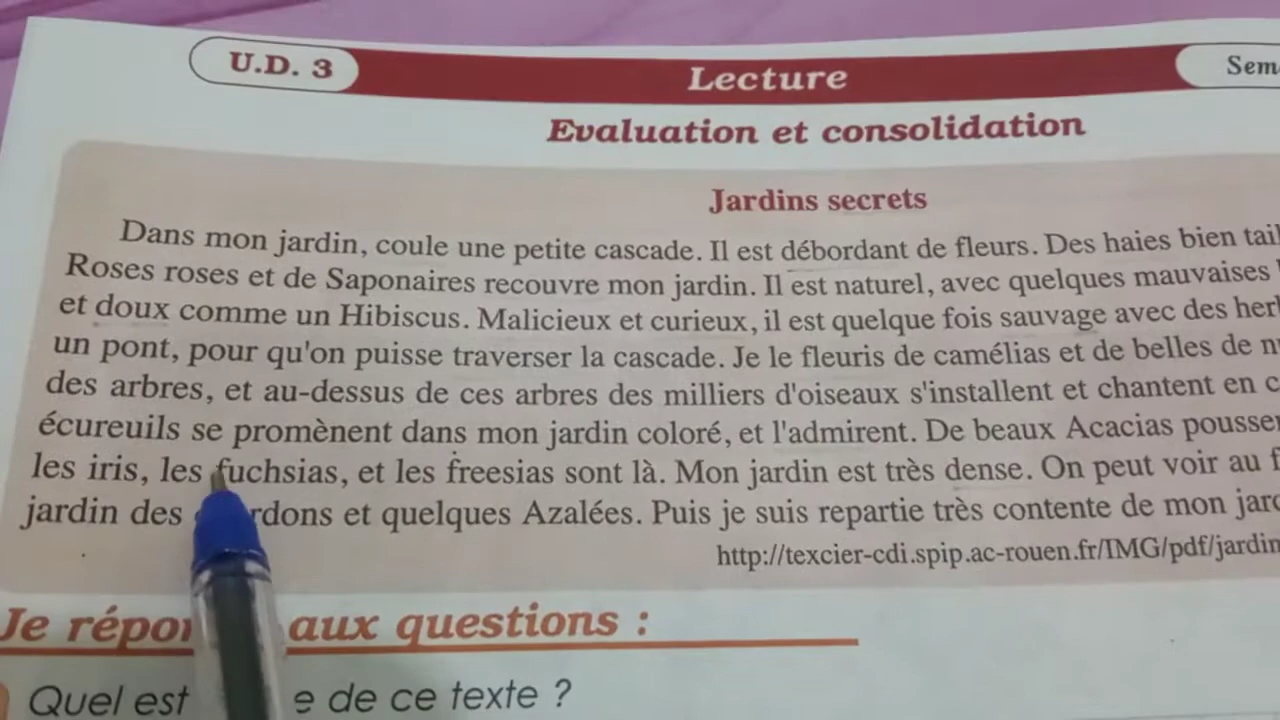 U.D. 3
Lecture
Evaluation et consolidation
Jardins secrets
Dans mon jardin, coule une petite cascade. Il est débordant de fleurs. Des haies bien
Roses roses et de Saponaires recouvre mon jardin. Il est naturel, avec quelques mauvaises
et doux comme un Hibiscus. Malicieux et curieux, il est quelque fois sauvage avec des
un pont, pour qu'on puisse traverser la cascade. Je le fleuris de camélias et de belles de
des arbres, et au-dessus de ces arbres des milliers d'oiseaux s'installent et chantent en
écureuils se promènent dans mon jardin coloré, et l'admirent. De beaux Acacias
les iris, les fuchsias, et les freesias sont là. Mon jardin est très dense. On peut voir au
jardin des et quelques Azalées. Puis je suis repartie très contente de mon
http://texcier-cdi.spip.ac-rouen.fr/IMG/pdf/jardin
Je aux questions :
Quel est de ce texte ?